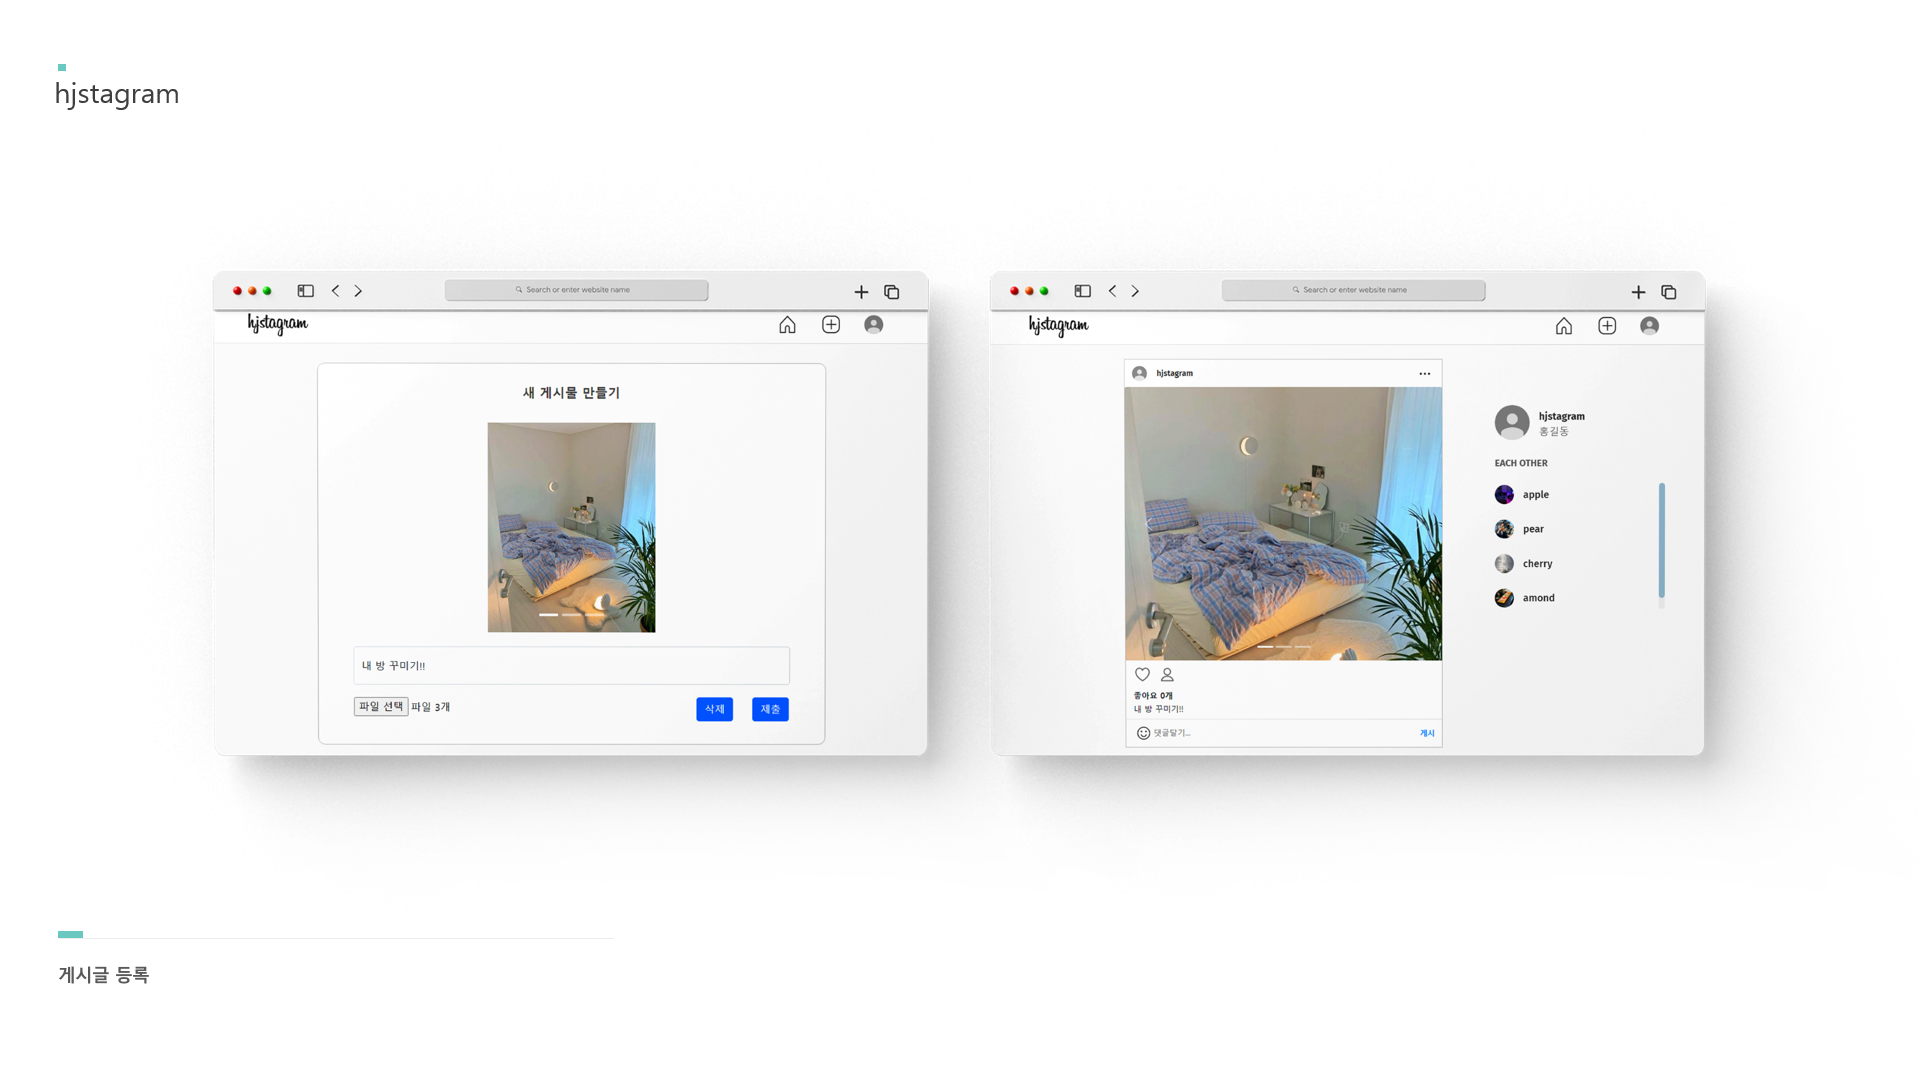 hjstagram
Search or enter website name
hjstagram
새 게시물 만들기
내 방 꾸미기!!
파일 선택 파일 3개
삭제 제출
Search or enter website name
hjstagram
hjstagram
좋아요 0개
내 방 꾸미기!!
댓글달기...
게시
hjstagram
홍길동
EACH OTHER
apple
pear
cherry
amond
게시글 등록